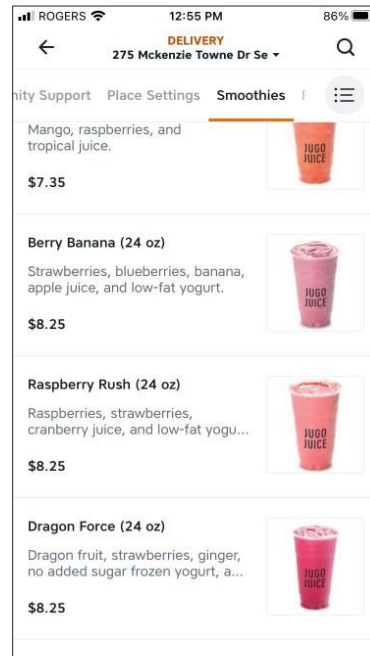 ROGERS 12:55 PM 86%
DELIVERY
275 Mckenzie Towne Dr Se
nity Support Place Settings Smoothies
Mango, raspberries, and
tropical juice.
$7.35
JUGO
JUICE
Berry Banana (24 oz)
Strawberries, blueberries, banana,
apple juice, and low-fat yogurt.
$8.25
JUGO
JUICE
Raspberry Rush (24 oz)
Raspberries, strawberries,
cranberry juice, and low-fat yogu...
$8.25
JUGO
JUICE
Dragon Force (24 oz)
Dragon fruit, strawberries, ginger,
no added sugar frozen yogurt, a...
$8.25
JUGO
JUICE